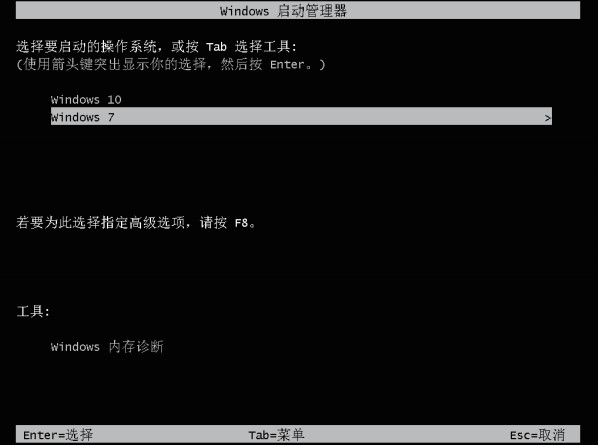 Windows 启动管理器
选择要启动的操作系统，或按 Tab 选择工具:
(使用箭头键突出显示你的选择，然后按 Enter。)
Windows 10
Windows 7 >
若要为此选择指定高级选项，请按 F8。
工具:
Windows 内存诊断
Enter=选择 Tab=菜单 Esc=取消